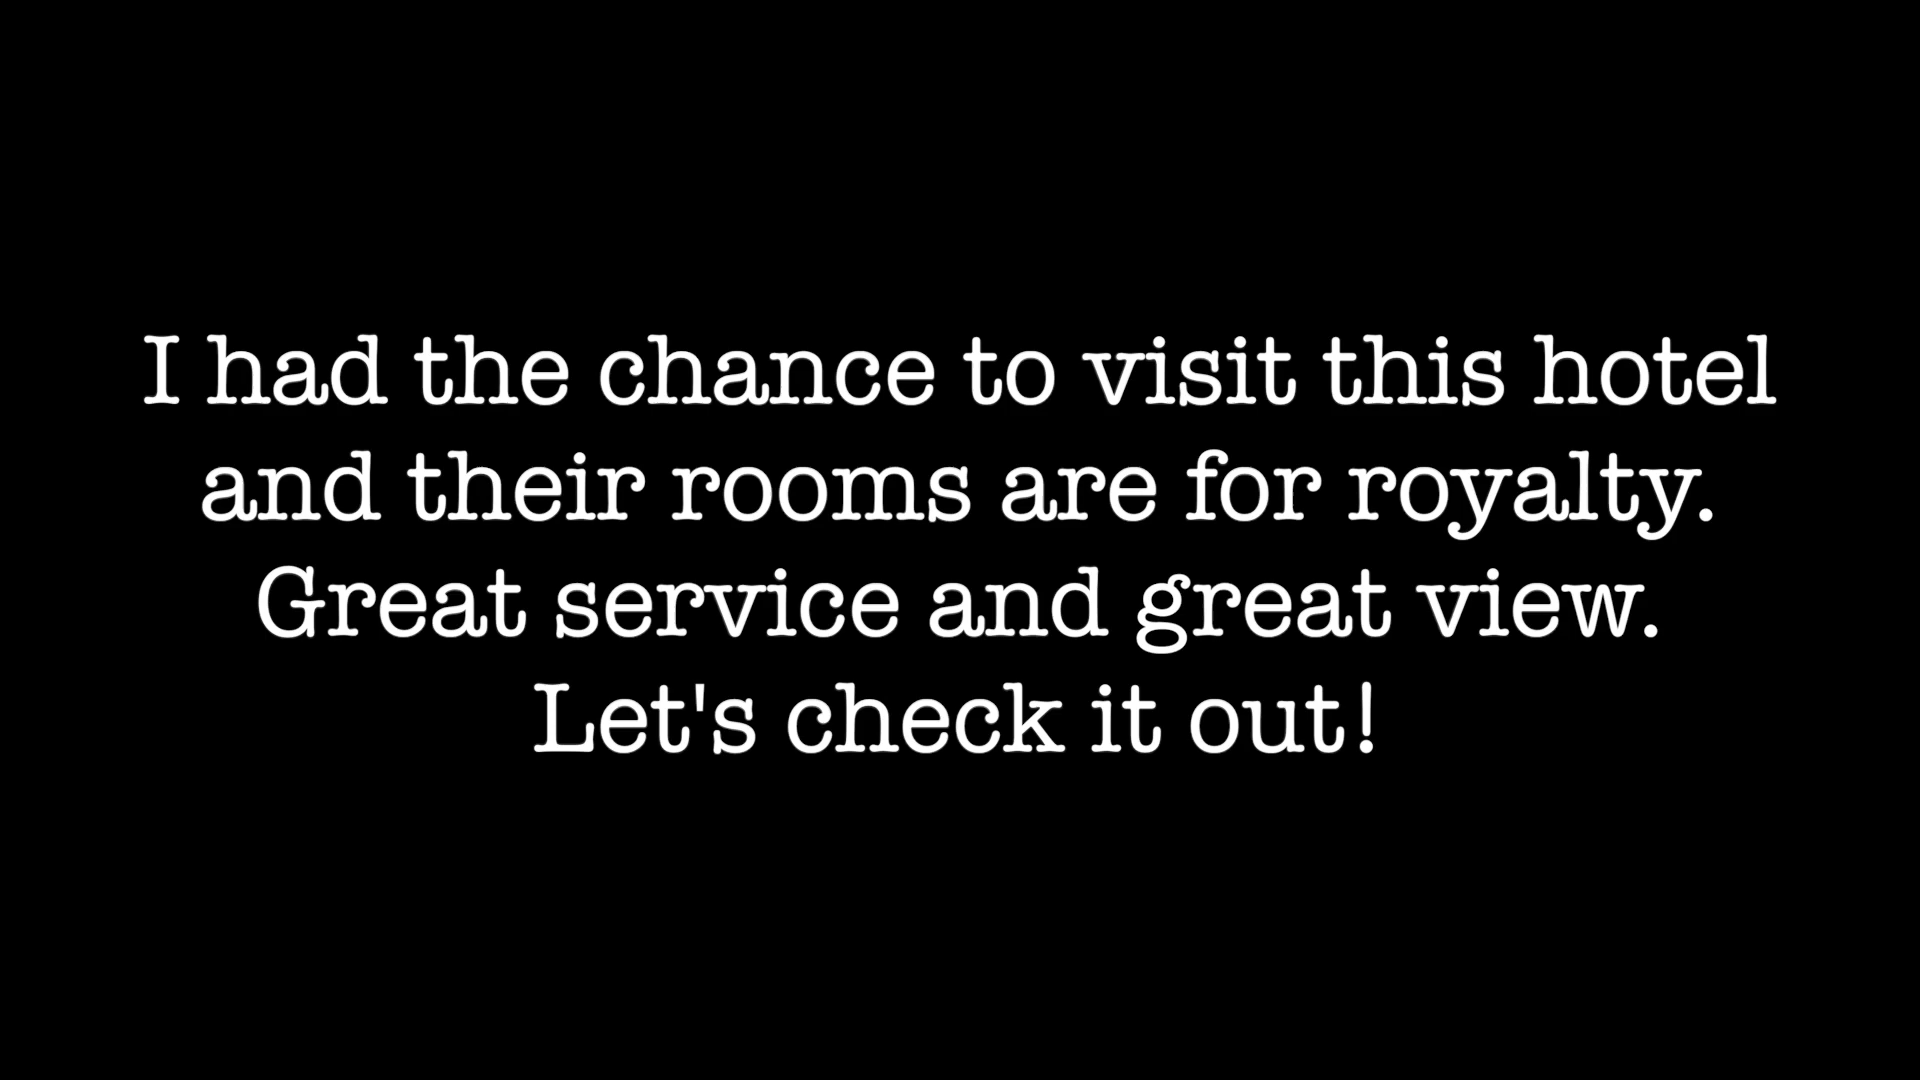 I had the chance to visit this hotel
and their rooms are for royalty.
Great service and great view.
Let's check it out!